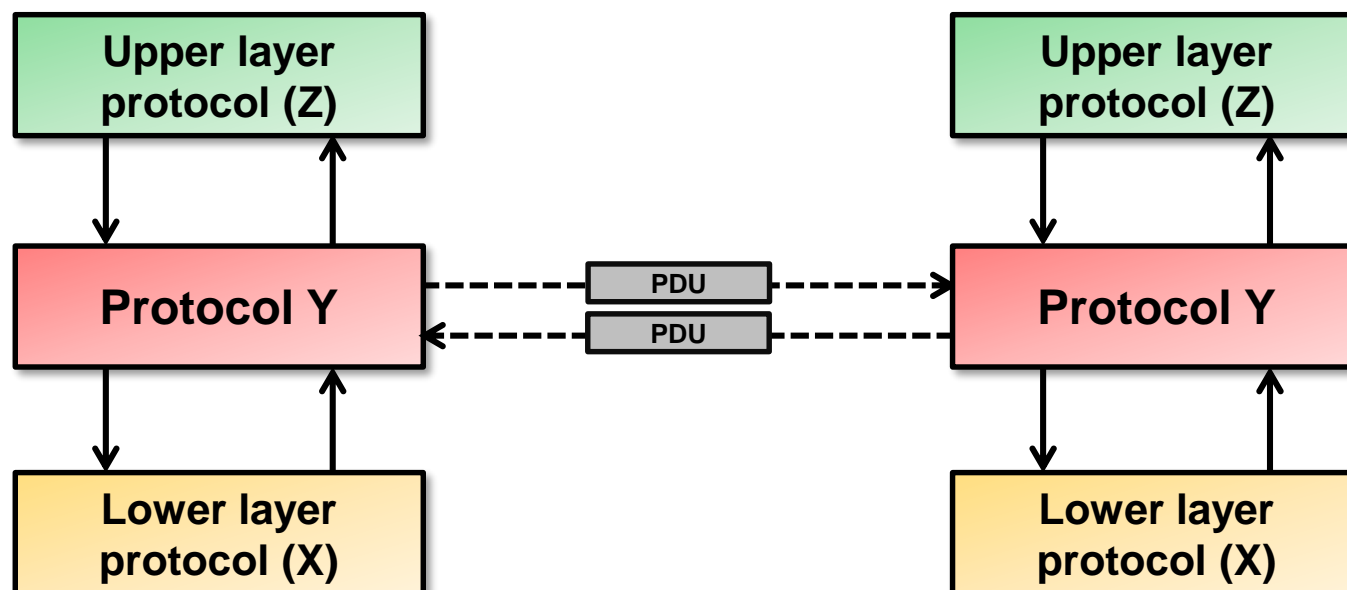 Upper layer
protocol (Z)
Upper layer
protocol (Z)
Protocol Y
PDU
PDU
Protocol Y
Lower layer
protocol (X)
Lower layer
protocol (X)